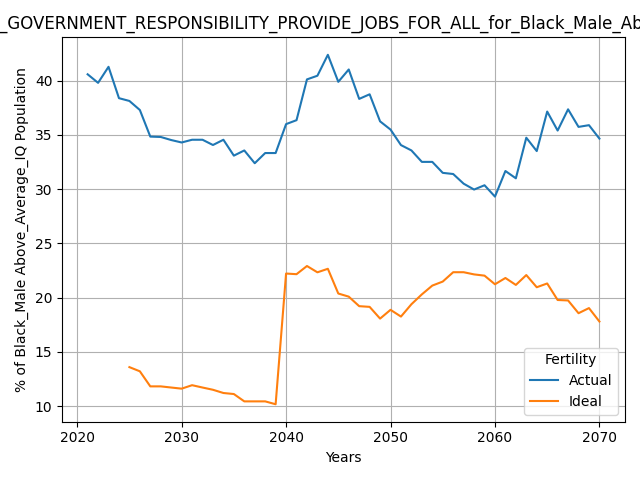 _GOVERNMENT_RESPONSIBILITY_PROVIDE_JOBS_FOR_ALL_for_Black_Male_Ab
% of Black_Male Above_Average_IQ Population
40
35
30
25
20
15
10
Fertility
Actual
Ideal
2020 2030 2040 2050 2060 2070
Years